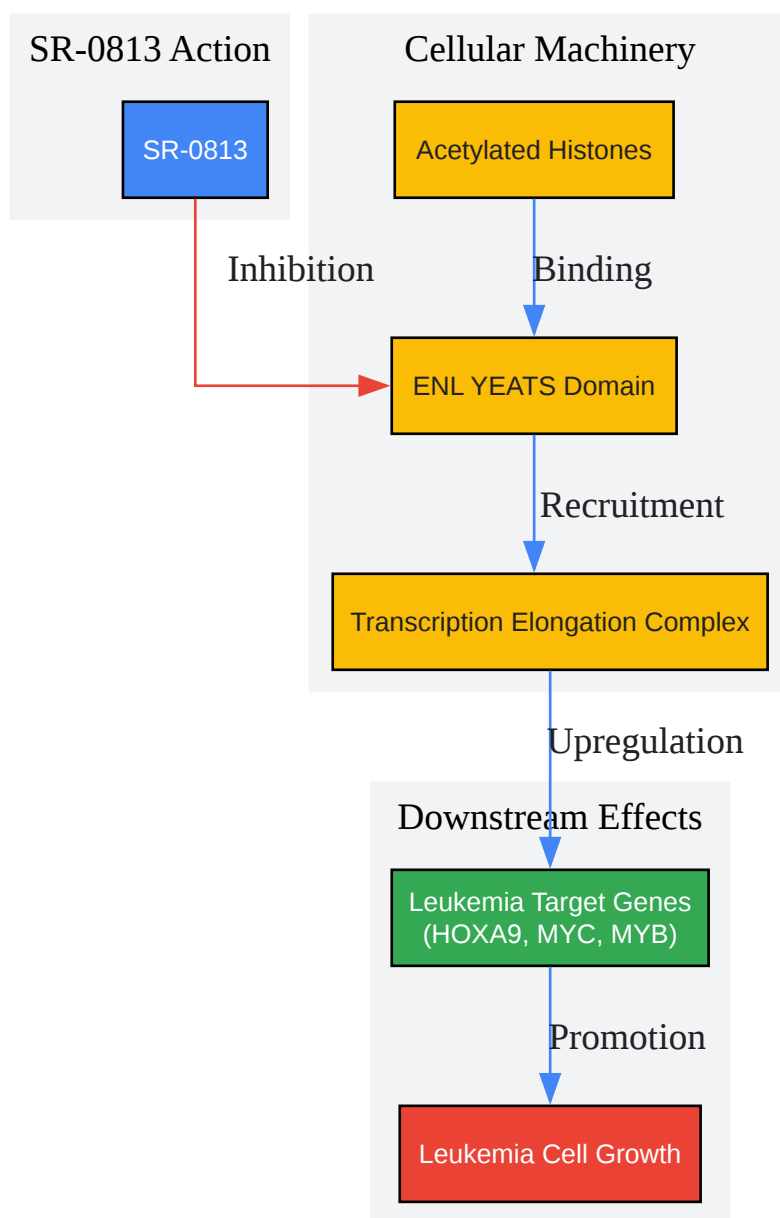 SR-0813 Action
Cellular Machinery
SR-0813
Acetylated Histones
Inhibition
Binding
ENL YEATS Domain
Recruitment
Transcription Elongation Complex
Upregulation
Downstream Effects
Leukemia Target Genes
(HOXA9, MYC, MYB)
Promotion
Leukemia Cell Growth